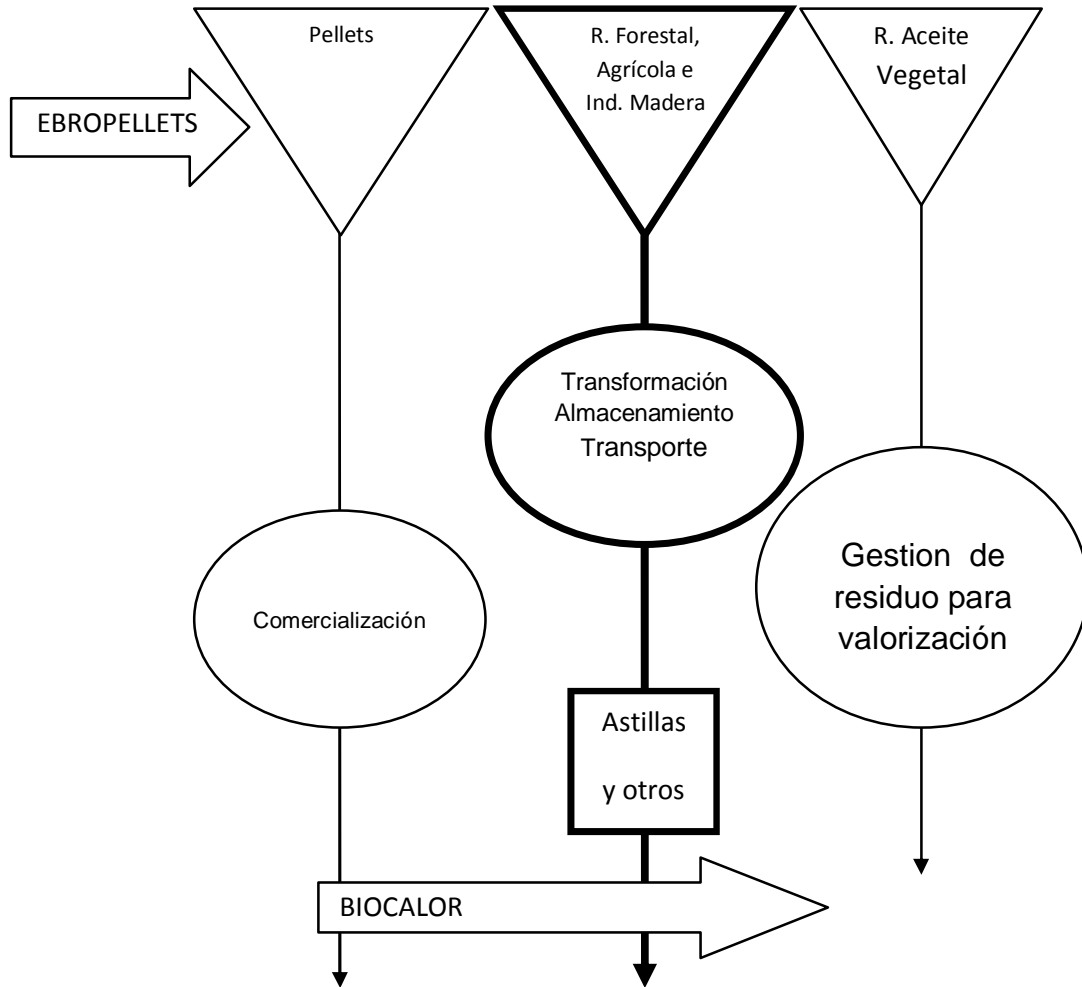 Pellets
R. Forestal,
Agrícola e
Ind. Madera
R. Aceite
Vegetal
EBROPELLETS
Transformación
Almacenamiento
Transporte
Gestion de
residuo para
valorización
Comercialización
Astillas
y otros
BIOCALOR